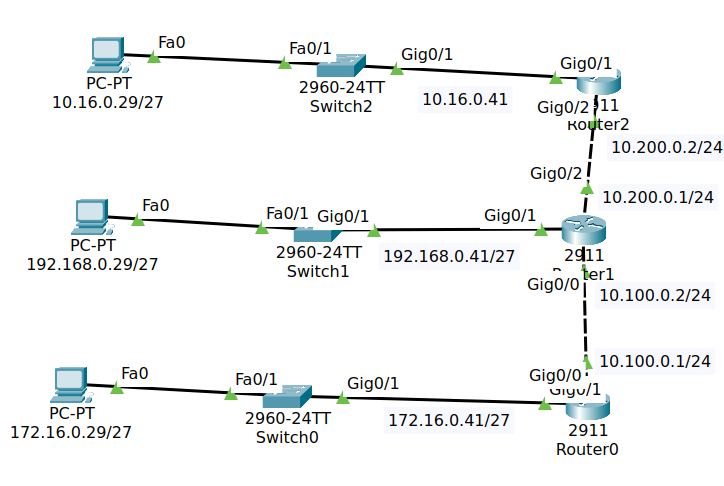 Fa0
Fa0/1
Gig0/1
Gig0/1
PC-PT
10.16.0.29/27
2960-24TT
Switch2
10.16.0.41
Gig0/2
10.200.0.2/24
Gig0/2
10.200.0.1/24
Fa0
Fa0/1
Gig0/1
Gig0/1
PC-PT
192.168.0.29/27
2960-24TT
Switch1
192.168.0.41/27
2911
Gig0/0
10.100.0.2/24
10.100.0.1/24
Fa0
Fa0/1
Gig0/1
Gig0/0
Gig0/1
PC-PT
172.16.0.29/27
2960-24TT
Switch0
172.16.0.41/27
2911
Router0